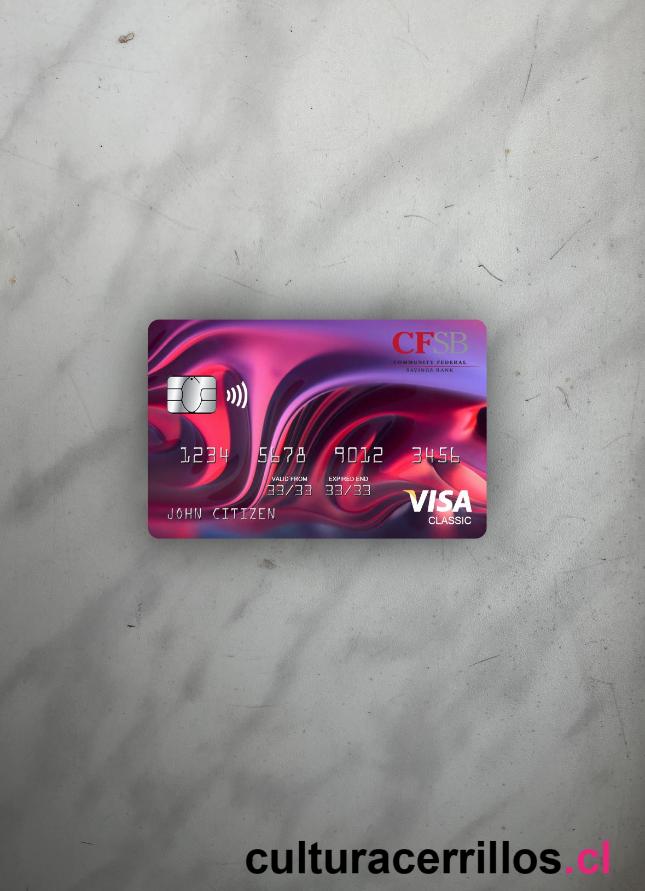 CFSB
COMMUNITY FEDERAL
SAVINGS BANK
1234 5678 9012 3456
VALID FROM EXPIRED END
33/33 33/33
JOHN CITIZEN
VISA
CLASSIC
culturacerrillos.cl